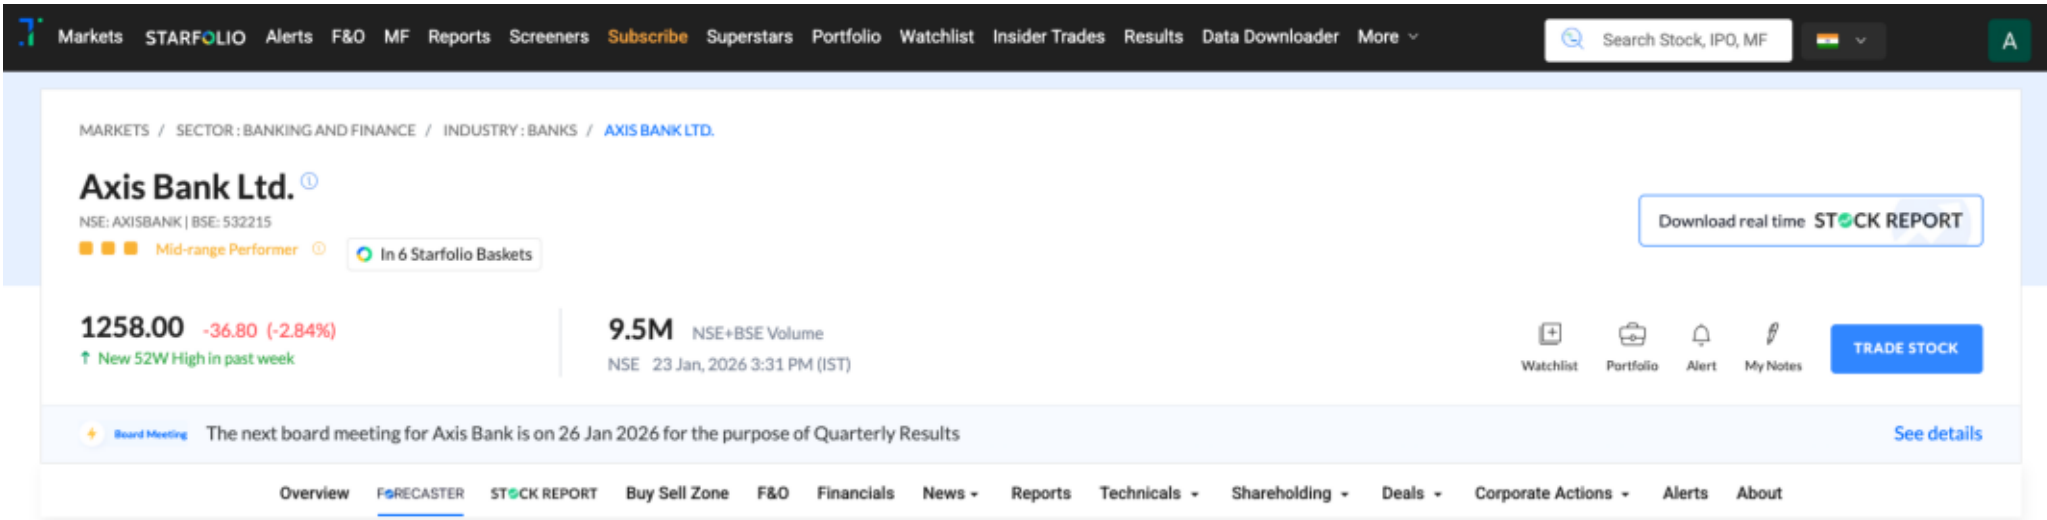 Markets STARFOLIO Alerts F&O MF Reports Screeners Subscribe Superstars Portfolio Watchlist Insider Trades Results Data Downloader More Search Stock, IPO, MF A
MARKETS / SECTOR : BANKING AND FINANCE / INDUSTRY : BANKS / AXIS BANK LTD.
Axis Bank Ltd.
NSE: AXISBANK | BSE: 532215
Mid-range Performer In 6 Starfolio Baskets
Download real time STOCK REPORT
1258.00 -36.80 (-2.84%)
↑ New 52W High in past week
9.5M NSE+BSE Volume
NSE 23 Jan, 2026 3:31 PM (IST)
Watchlist Portfolio Alert My Notes TRADE STOCK
Board Meeting The next board meeting for Axis Bank is on 26 Jan 2026 for the purpose of Quarterly Results See details
Overview FORECASTER STOCK REPORT Buy Sell Zone F&O Financials News Reports Technicals Shareholding Deals Corporate Actions Alerts About